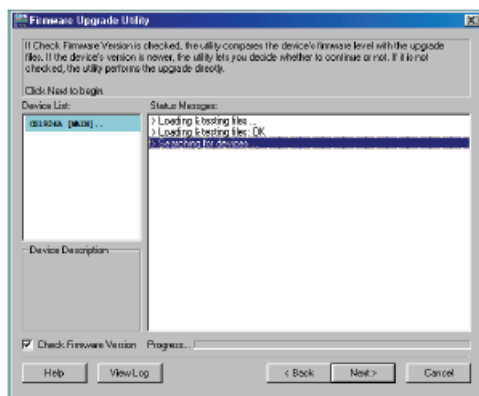 Firmware Upgrade Utility
If Check Firmware Version is checked, the utility compares the device's firmware level with the upgrade
files. If the device's version is newer, the utility lets you decide whether to continue or not. If it is not
checked, the utility performs the upgrade directly.
Click Next to begin.
Device List:
Status Messages:
CS1924A [MAIN]..
> Loading & testing files ...
> Loading & testing files: OK
> Searching for devices...
Device Description
Check Firmware Version
Progress...
Help
View Log
< Back
Next >
Cancel